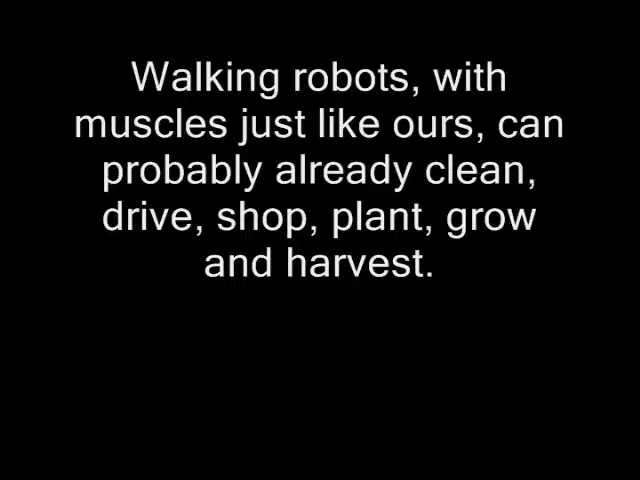 Walking robots, with
muscles just like ours, can
probably already clean,
drive, shop, plant, grow
and harvest.